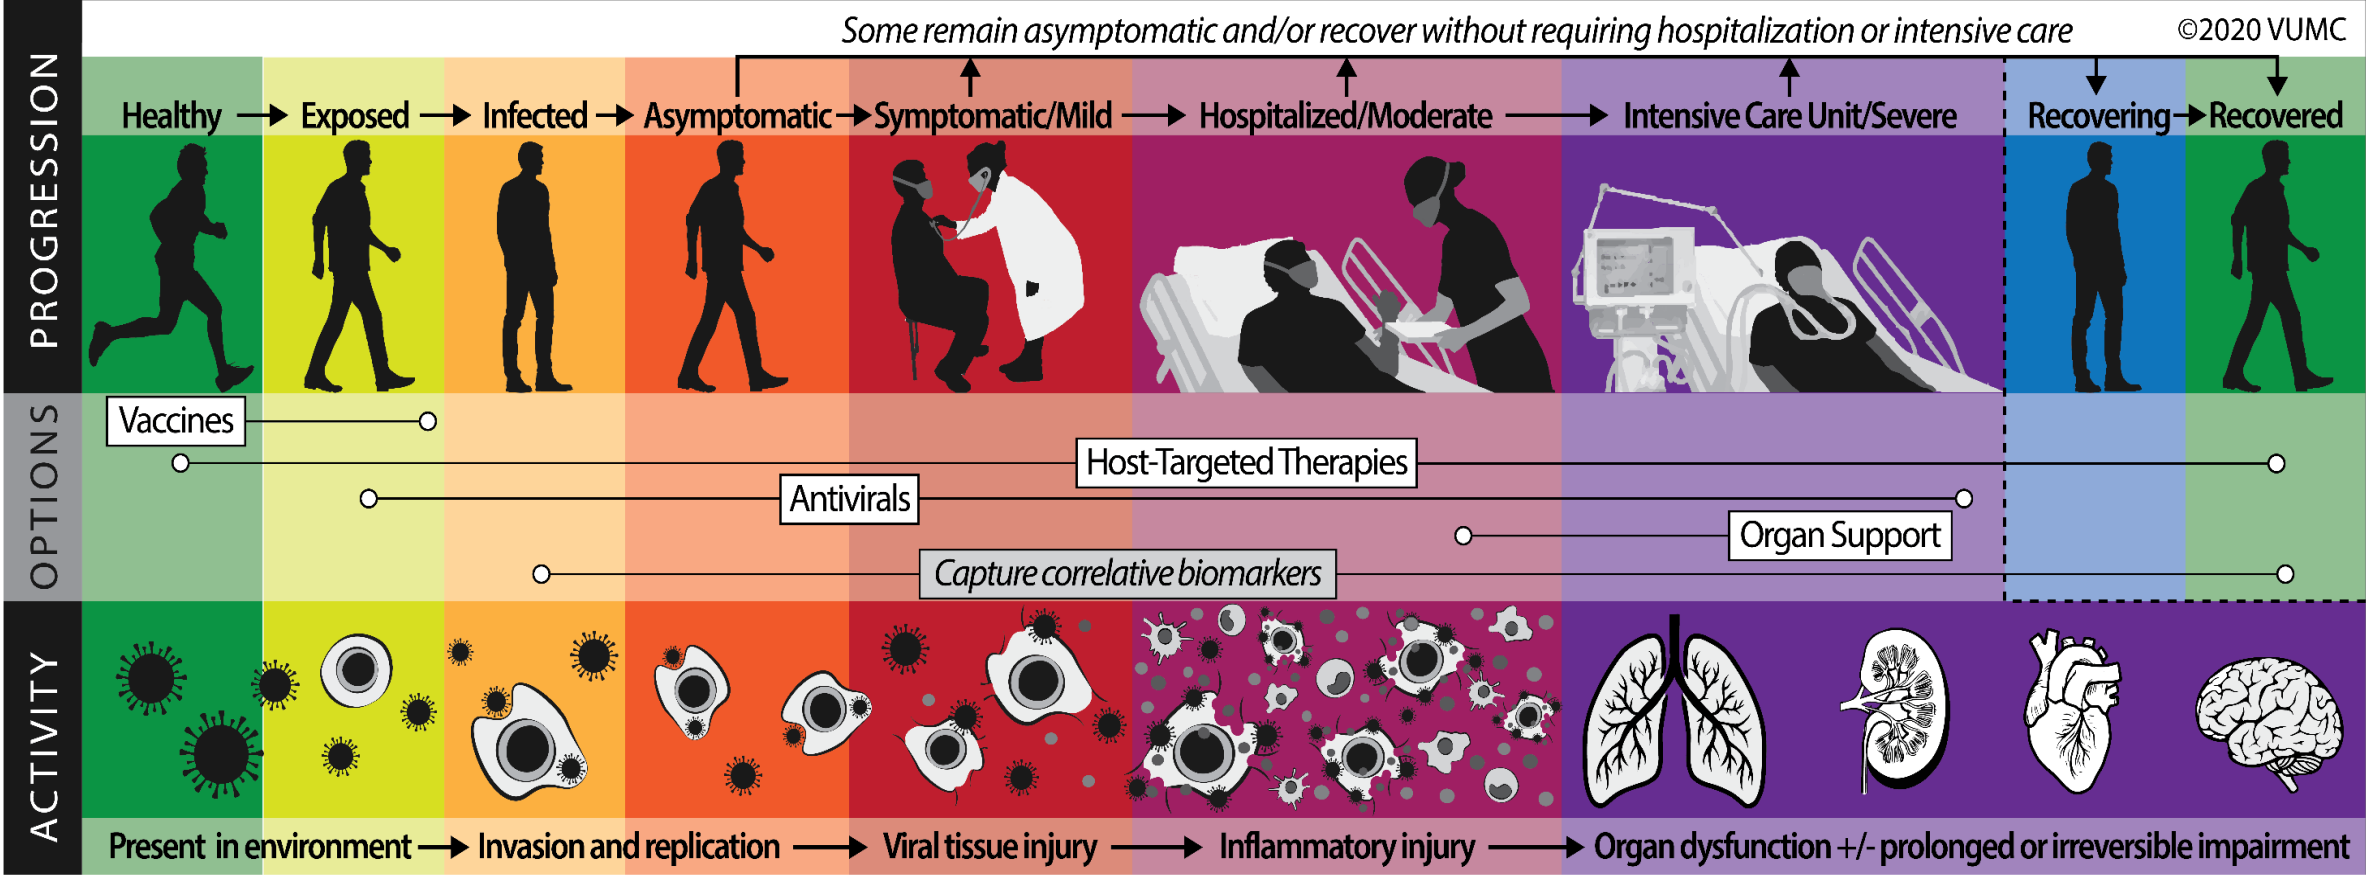 Some remain asymptomatic and/or recover without requiring hospitalization or intensive care
©2020 VUMC
PROGRESSION
Healthy
Exposed
Infected
Asymptomatic
Symptomatic/Mild
Hospitalized/Moderate
Intensive Care Unit/Severe
Recovering
Recovered
OPTIONS
Vaccines
Host-Targeted Therapies
Antivirals
Organ Support
Capture correlative biomarkers
ACTIVITY
Present in environment
Invasion and replication
Viral tissue injury
Inflammatory injury
Organ dysfunction +/- prolonged or irreversible impairment